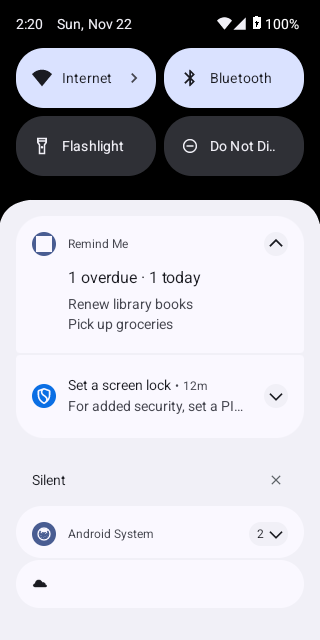 2:20 Sun, Nov 22 100%
Internet Bluetooth
Flashlight Do Not Di..
Remind Me
1 overdue · 1 today
Renew library books
Pick up groceries
Set a screen lock • 12m
For added security, set a PI…
Silent
Android System 2